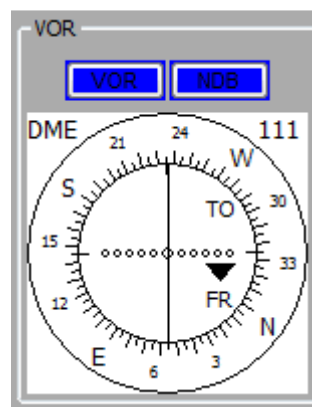 VOR
VOR NDB
DME 111
21 24 W
S TO 30
15 33
12 FR N
E 6 3